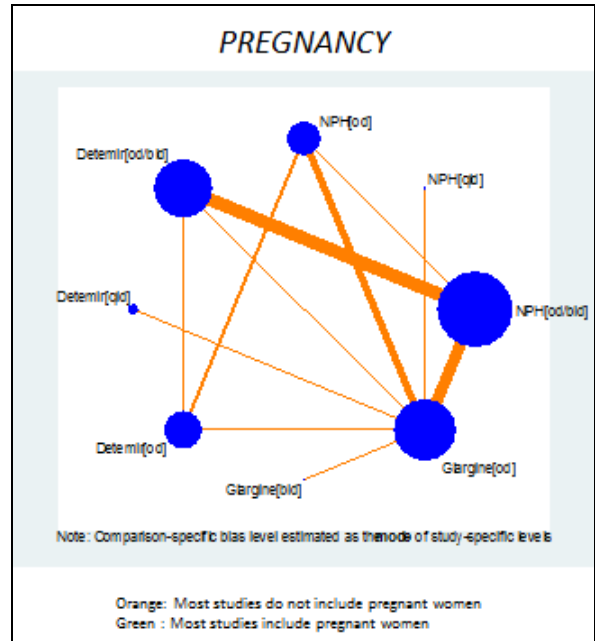 PREGNANCY
NPH[od]
Detemir[od/bid]
NPH[qid]
Detemir[qid]
NPH[od/bid]
Detemir[od]
Glargine[od]
Glargine[bid]
Note: Comparison-specific bias level estimated as the mode of study-specific levels
Orange: Most studies do not include pregnant women
Green : Most studies include pregnant women